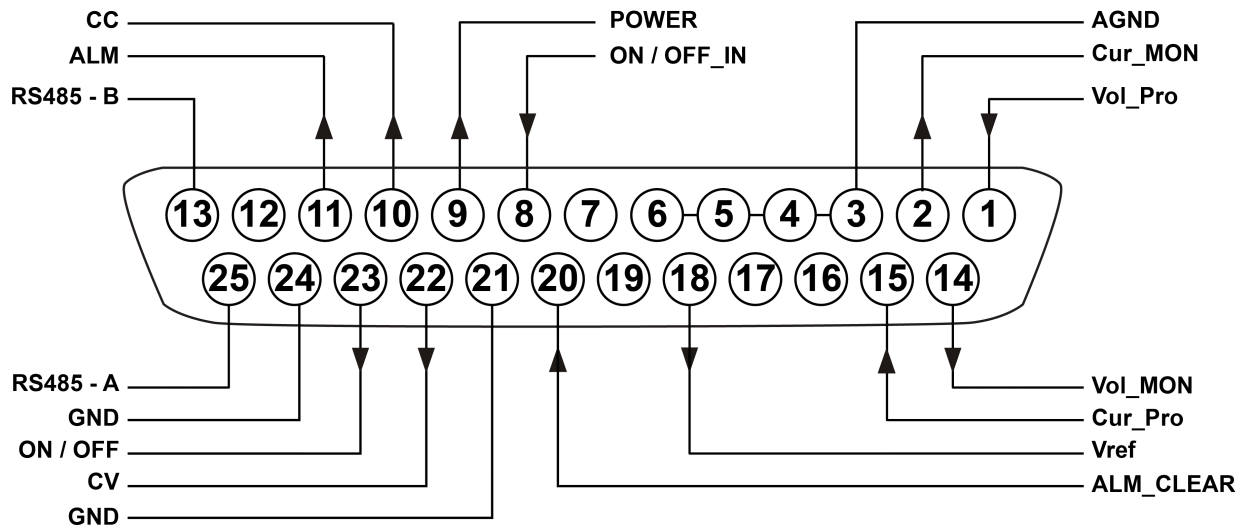 CC
POWER
AGND
ALM
ON / OFF_IN
Cur_MON
RS485 - B
Vol_Pro
13 12 11 10 9 8 7 6 5 4 3 2 1
25 24 23 22 21 20 19 18 17 16 15 14
RS485 - A
Vol_MON
GND
Cur_Pro
ON / OFF
Vref
CV
ALM_CLEAR
GND